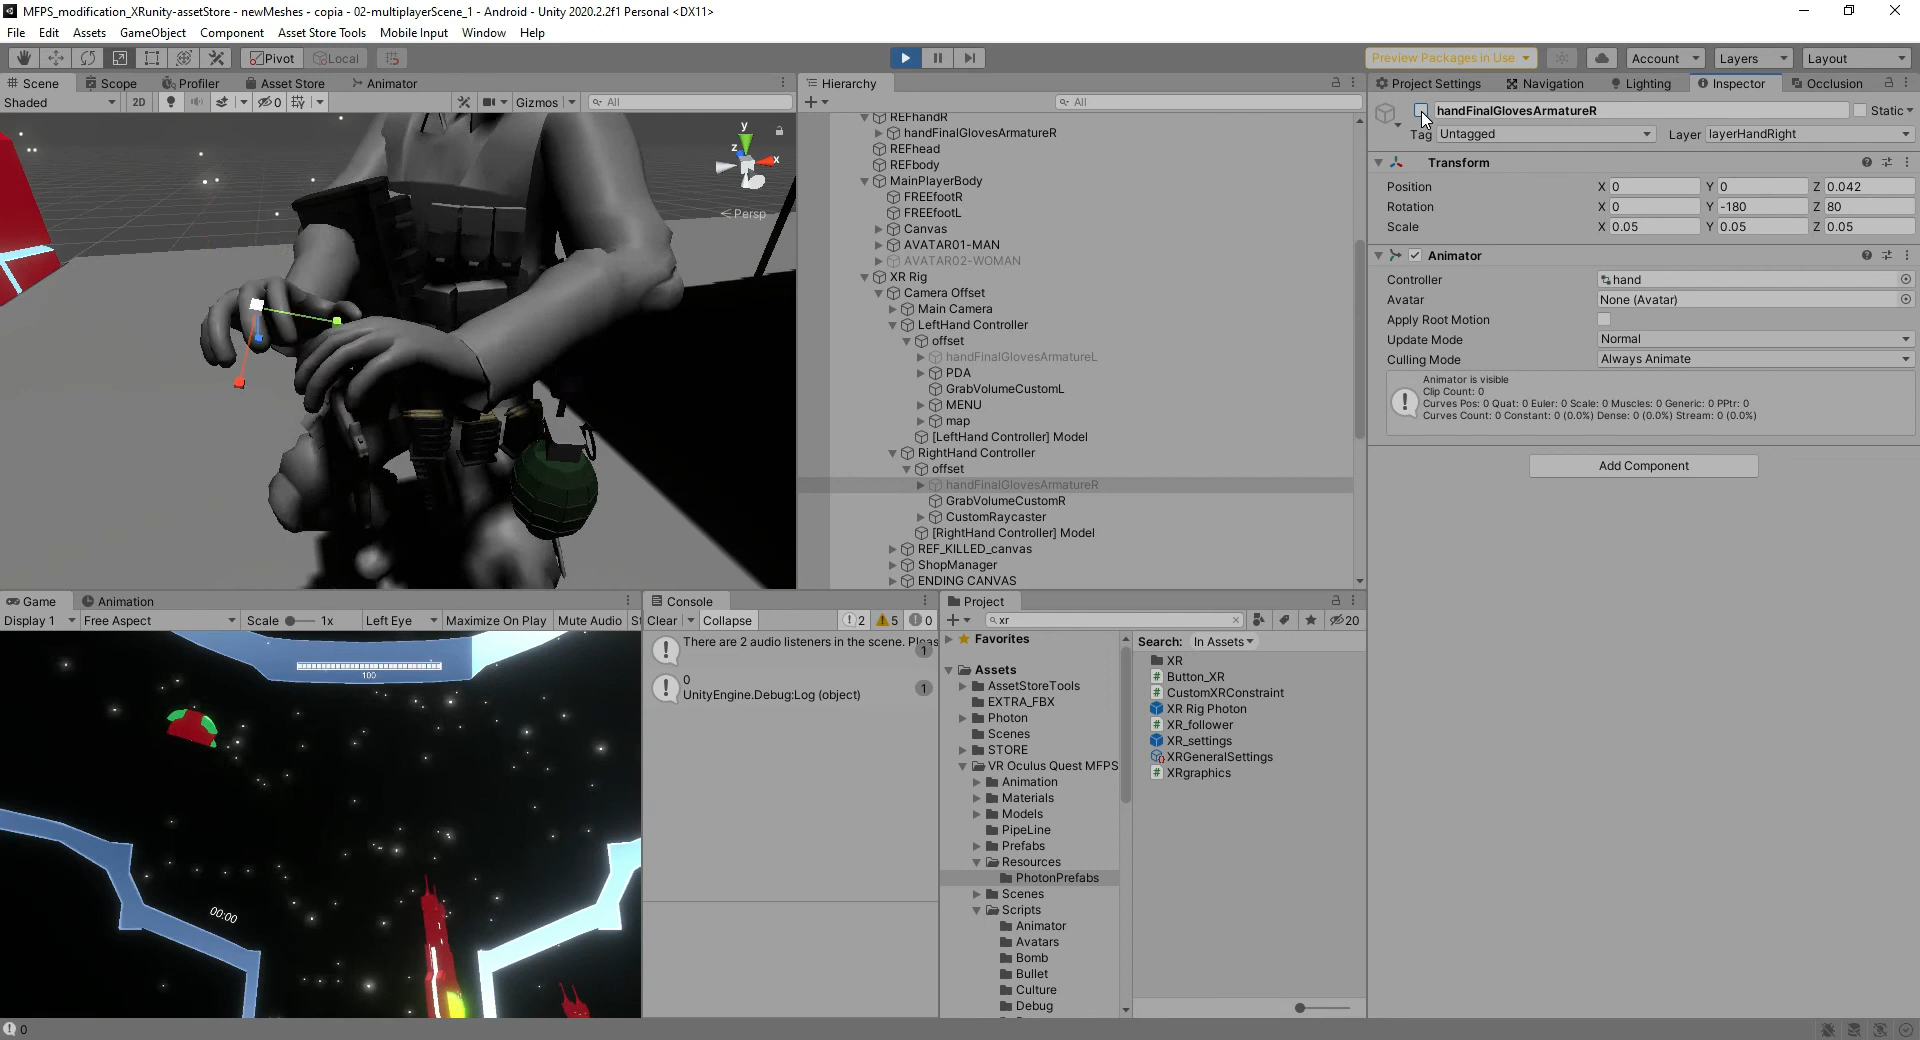 MFPS_modification_XRunity-assetStore - newMeshes - copia - 02-multiplayerScene_1 - Android - Unity 2020.2.2f1 Personal <DX11>
File Edit Assets GameObject Component Asset Store Tools Mobile Input Window Help
Pivot Local
Preview Packages in Use Account Layers Layout
Scene Scope Profiler Asset Store Animator
Shaded 2D 0 Gizmos All
y
z
x
Persp
Hierarchy
All
REFhandR
handFinalGlovesArmatureR
REFhead
REFbody
MainPlayerBody
FREEfootR
FREEfootL
Canvas
AVATAR01-MAN
AVATAR02-WOMAN
XR Rig
Camera Offset
Main Camera
LeftHand Controller
offset
handFinalGlovesArmatureL
PDA
GrabVolumeCustomL
MENU
map
[LeftHand Controller] Model
RightHand Controller
offset
handFinalGlovesArmatureR
GrabVolumeCustomR
CustomRaycaster
[RightHand Controller] Model
REF_KILLED_canvas
ShopManager
ENDING CANVAS
Project Settings Navigation Lighting Inspector Occlusion
handFinalGlovesArmatureR Static
Tag Untagged Layer layerHandRight
Transform
Position X 0 Y 0 Z 0.042
Rotation X 0 Y -180 Z 80
Scale X 0.05 Y 0.05 Z 0.05
Animator
Controller hand
Avatar None (Avatar)
Apply Root Motion
Update Mode Normal
Culling Mode Always Animate
Animator is visible
Clip Count: 0
Curves Pos: 0 Quat: 0 Euler: 0 Scale: 0 Muscles: 0 Generic: 0 PPtr: 0
Curves Count: 0 Constant: 0 (0.0%) Dense: 0 (0.0%) Stream: 0 (0.0%)
Add Component
Game Animation
Display 1 Free Aspect Scale 1x Left Eye Maximize On Play Mute Audio St
100
00:00
Console
Clear Collapse 2 5 0
There are 2 audio listeners in the scene. Pleas
1
0
UnityEngine.Debug:Log (object) 1
Project
xr 20
Favorites
Assets
AssetStoreTools
EXTRA_FBX
Photon
Scenes
STORE
VR Oculus Quest MFPS
Animation
Materials
Models
PipeLine
Prefabs
Resources
PhotonPrefabs
Scenes
Scripts
Animator
Avatars
Bomb
Bullet
Culture
Debug
Search: In Assets
XR
Button_XR
CustomXRConstraint
XR Rig Photon
XR_follower
XR_settings
XRGeneralSettings
XRgraphics
0